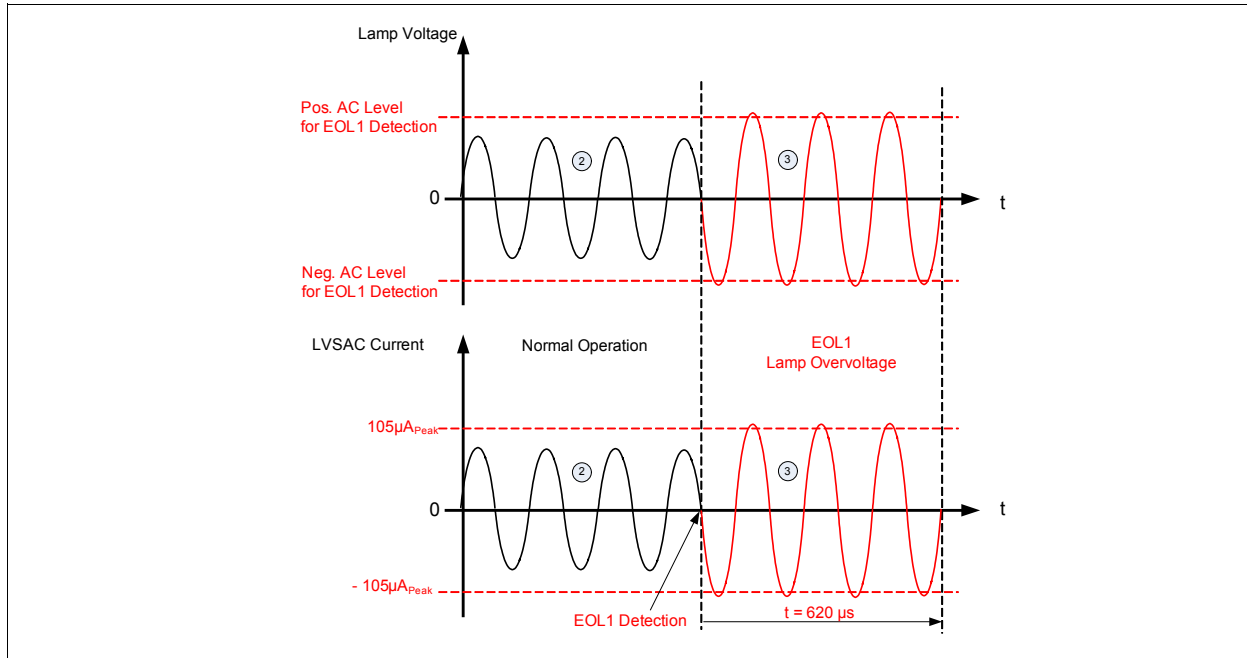 Lamp Voltage
Pos. AC Level
for EOL1 Detection
2
3
0
t
Neg. AC Level
for EOL1 Detection
LVSAC Current
Normal Operation
EOL1
Lamp Overvoltage
105µAPeak
2
3
0
t
- 105µAPeak
EOL1 Detection
t = 620 µs